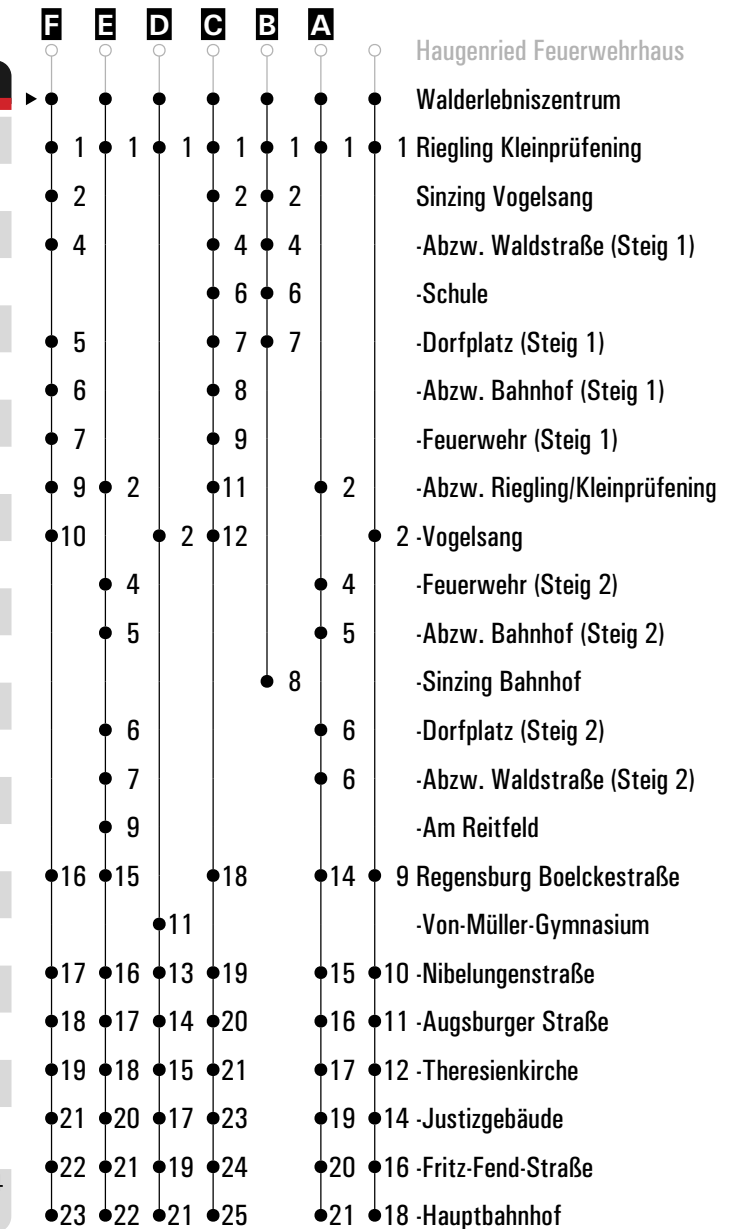 F E D C B A
Haugenried Feuerwehrhaus
Walderlebniszentrum
1 1 1 1 1 1 1 Riegling Kleinprüfening
2 2 2 Sinzing Vogelsang
4 4 4 -Abzw. Waldstraße (Steig 1)
6 6 -Schule
5 7 7 -Dorfplatz (Steig 1)
6 8 -Abzw. Bahnhof (Steig 1)
7 9 -Feuerwehr (Steig 1)
9 2 11 2 -Abzw. Riegling/Kleinprüfening
10 2 12 2 -Vogelsang
4 4 -Feuerwehr (Steig 2)
5 5 -Abzw. Bahnhof (Steig 2)
8 -Sinzing Bahnhof
6 6 -Dorfplatz (Steig 2)
7 6 -Abzw. Waldstraße (Steig 2)
9 -Am Reitfeld
16 15 18 14 9 Regensburg Boelckestraße
11 -Von-Müller-Gymnasium
17 16 13 19 15 10 -Nibelungenstraße
18 17 14 20 16 11 -Augsburger Straße
19 18 15 21 17 12 -Theresienkirche
21 20 17 23 19 14 -Justizgebäude
22 21 19 24 20 16 -Fritz-Fend-Straße
23 22 21 25 21 18 -Hauptbahnhof